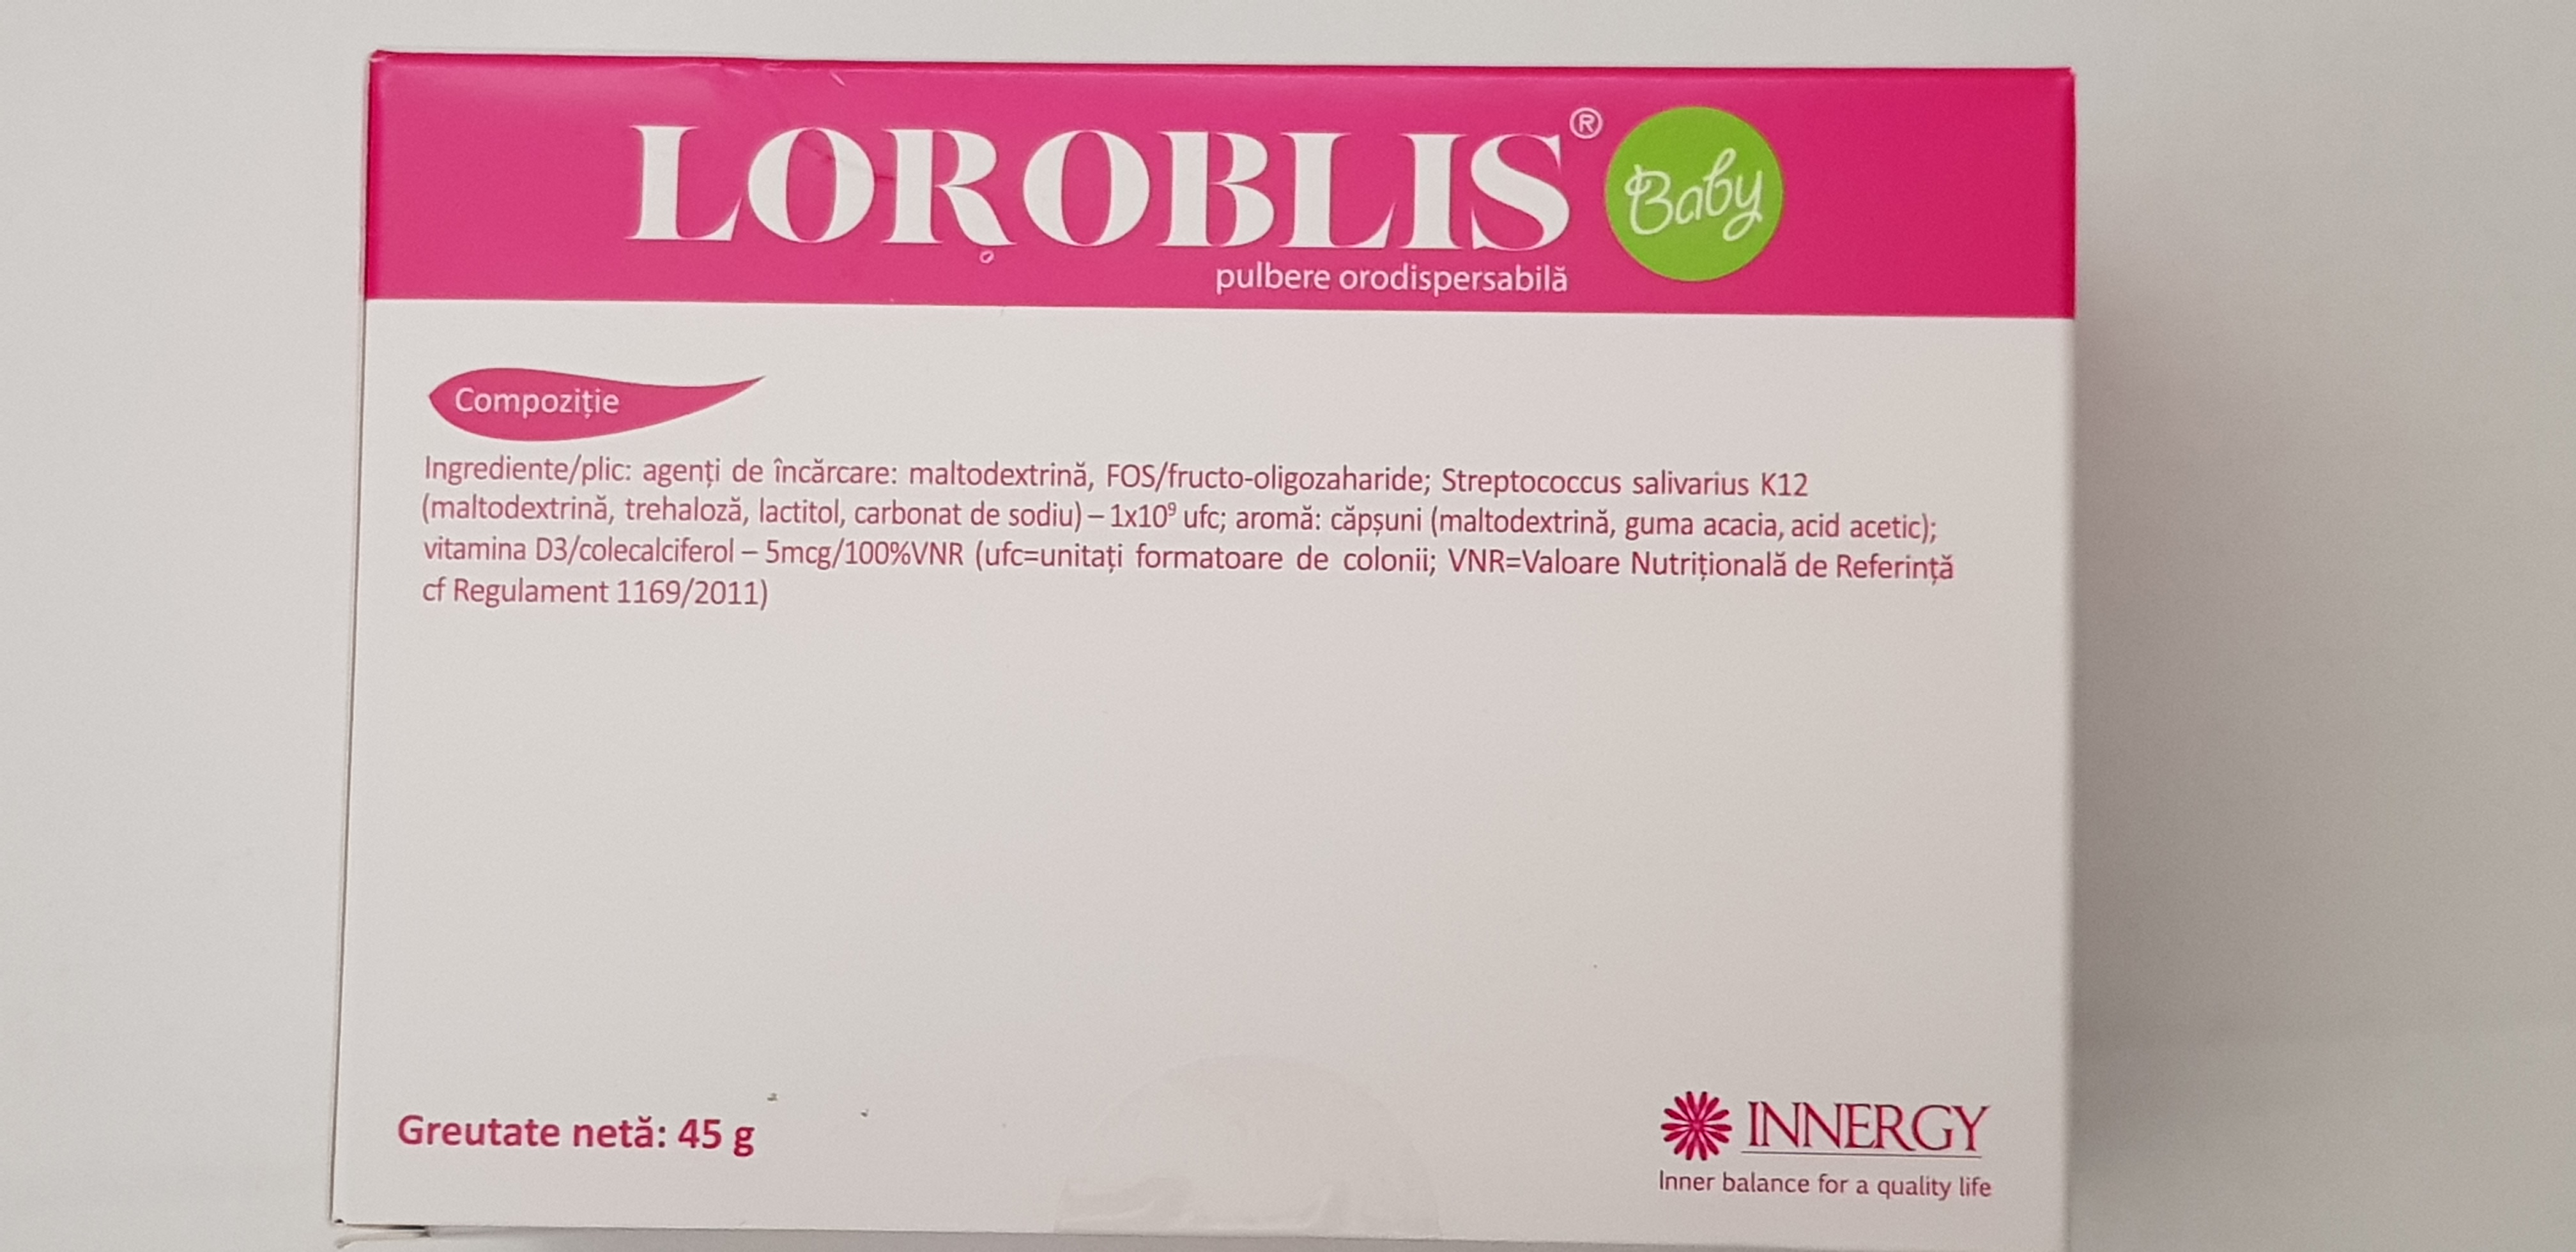 LOROBLIS® Baby
pulbere orodispersabilă
Compoziție
Ingrediente/plic: agenți de încărcare: maltodextrină, FOS/fructo-oligozaharide; Streptococcus salivarius K12
(maltodextrină, trehaloză, lactitol, carbonat de sodiu) – 1x10⁹ ufc; aromă: căpșuni (maltodextrină, guma acacia, acid acetic);
vitamina D3/colecalciferol – 5mcg/100%VNR (ufc=unitați formatoare de colonii; VNR=Valoare Nutrițională de Referință
cf Regulament 1169/2011)
Greutate netă: 45 g
INNERGY
Inner balance for a quality life